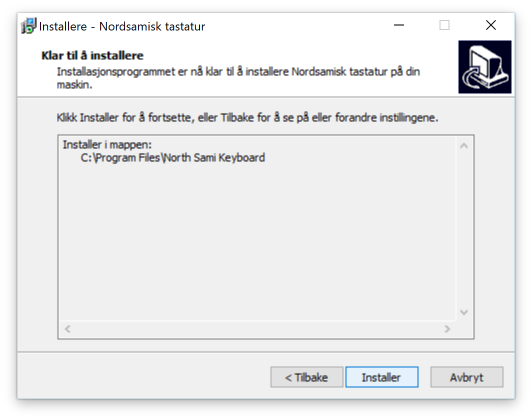 Installere - Nordsamisk tastatur
Klar til å installere
Installasjonsprogrammet er nå klar til å installere Nordsamisk tastatur på din
maskin.
Klikk Installer for å fortsette, eller Tilbake for å se på eller forandre instillingene.
Installer i mappen:
C:\Program Files\North Sami Keyboard
< Tilbake
Installer
Avbryt